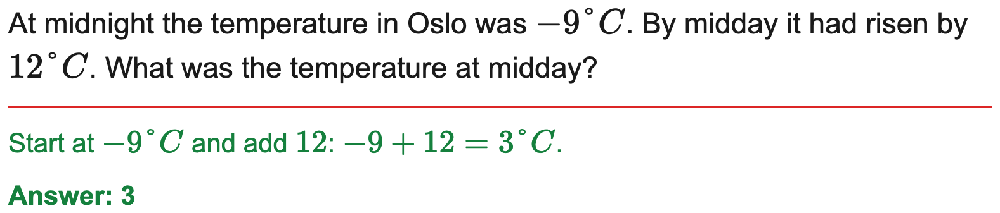 At midnight the temperature in Oslo was −9°C. By midday it had risen by
12°C. What was the temperature at midday?
Start at −9°C and add 12: −9 + 12 = 3°C.
Answer: 3